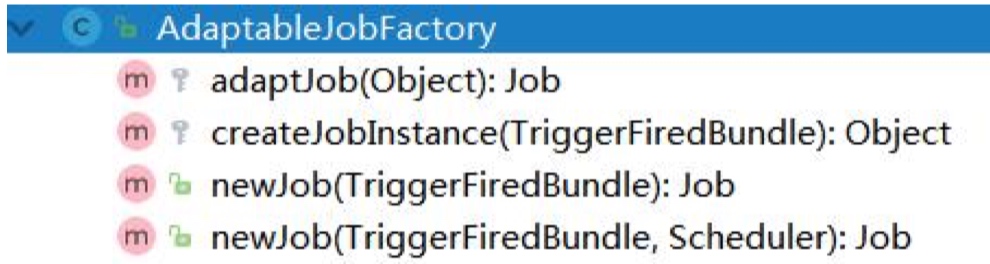 C AdaptableJobFactory
m adaptJob(Object): Job
m createJobInstance(TriggerFiredBundle): Object
m newJob(TriggerFiredBundle): Job
m newJob(TriggerFiredBundle, Scheduler): Job